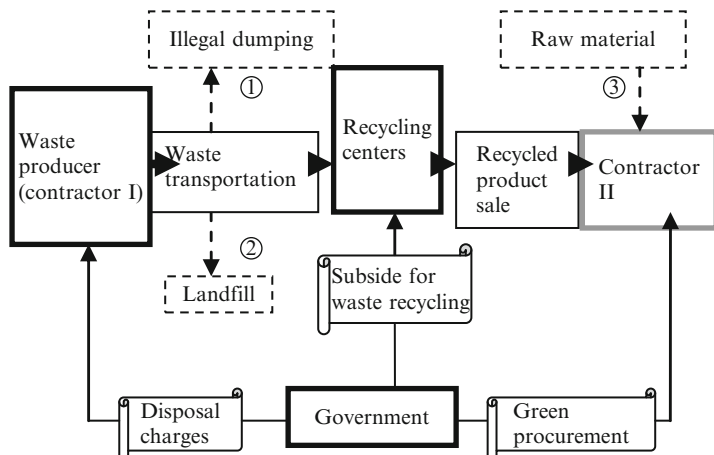 Illegal dumping
Raw material
①
③
Waste
producer
(contractor I)
Waste
transportation
Recycling
centers
Recycled
product
sale
Contractor
II
②
Landfill
Subside for
waste recycling
Disposal
charges
Government
Green
procurement